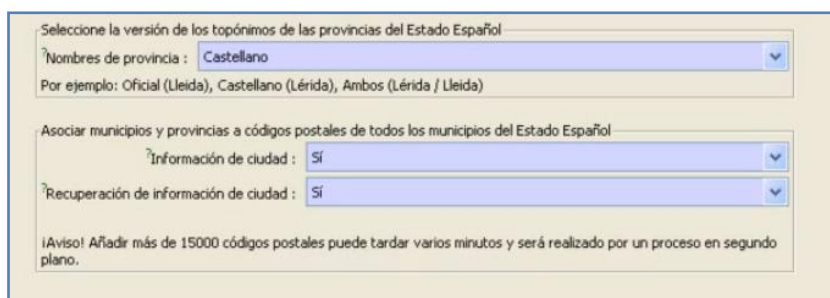 Seleccione la versión de los topónimos de las provincias del Estado Español
?Nombres de provincia : Castellano
Por ejemplo: Oficial (Lleida), Castellano (Lérida), Ambos (Lérida / Lleida)
Asociar municipios y provincias a códigos postales de todos los municipios del Estado Español
?Información de ciudad : Sí
?Recuperación de información de ciudad : Sí
¡Aviso! Añadir más de 15000 códigos postales puede tardar varios minutos y será realizado por un proceso en segundo
plano.